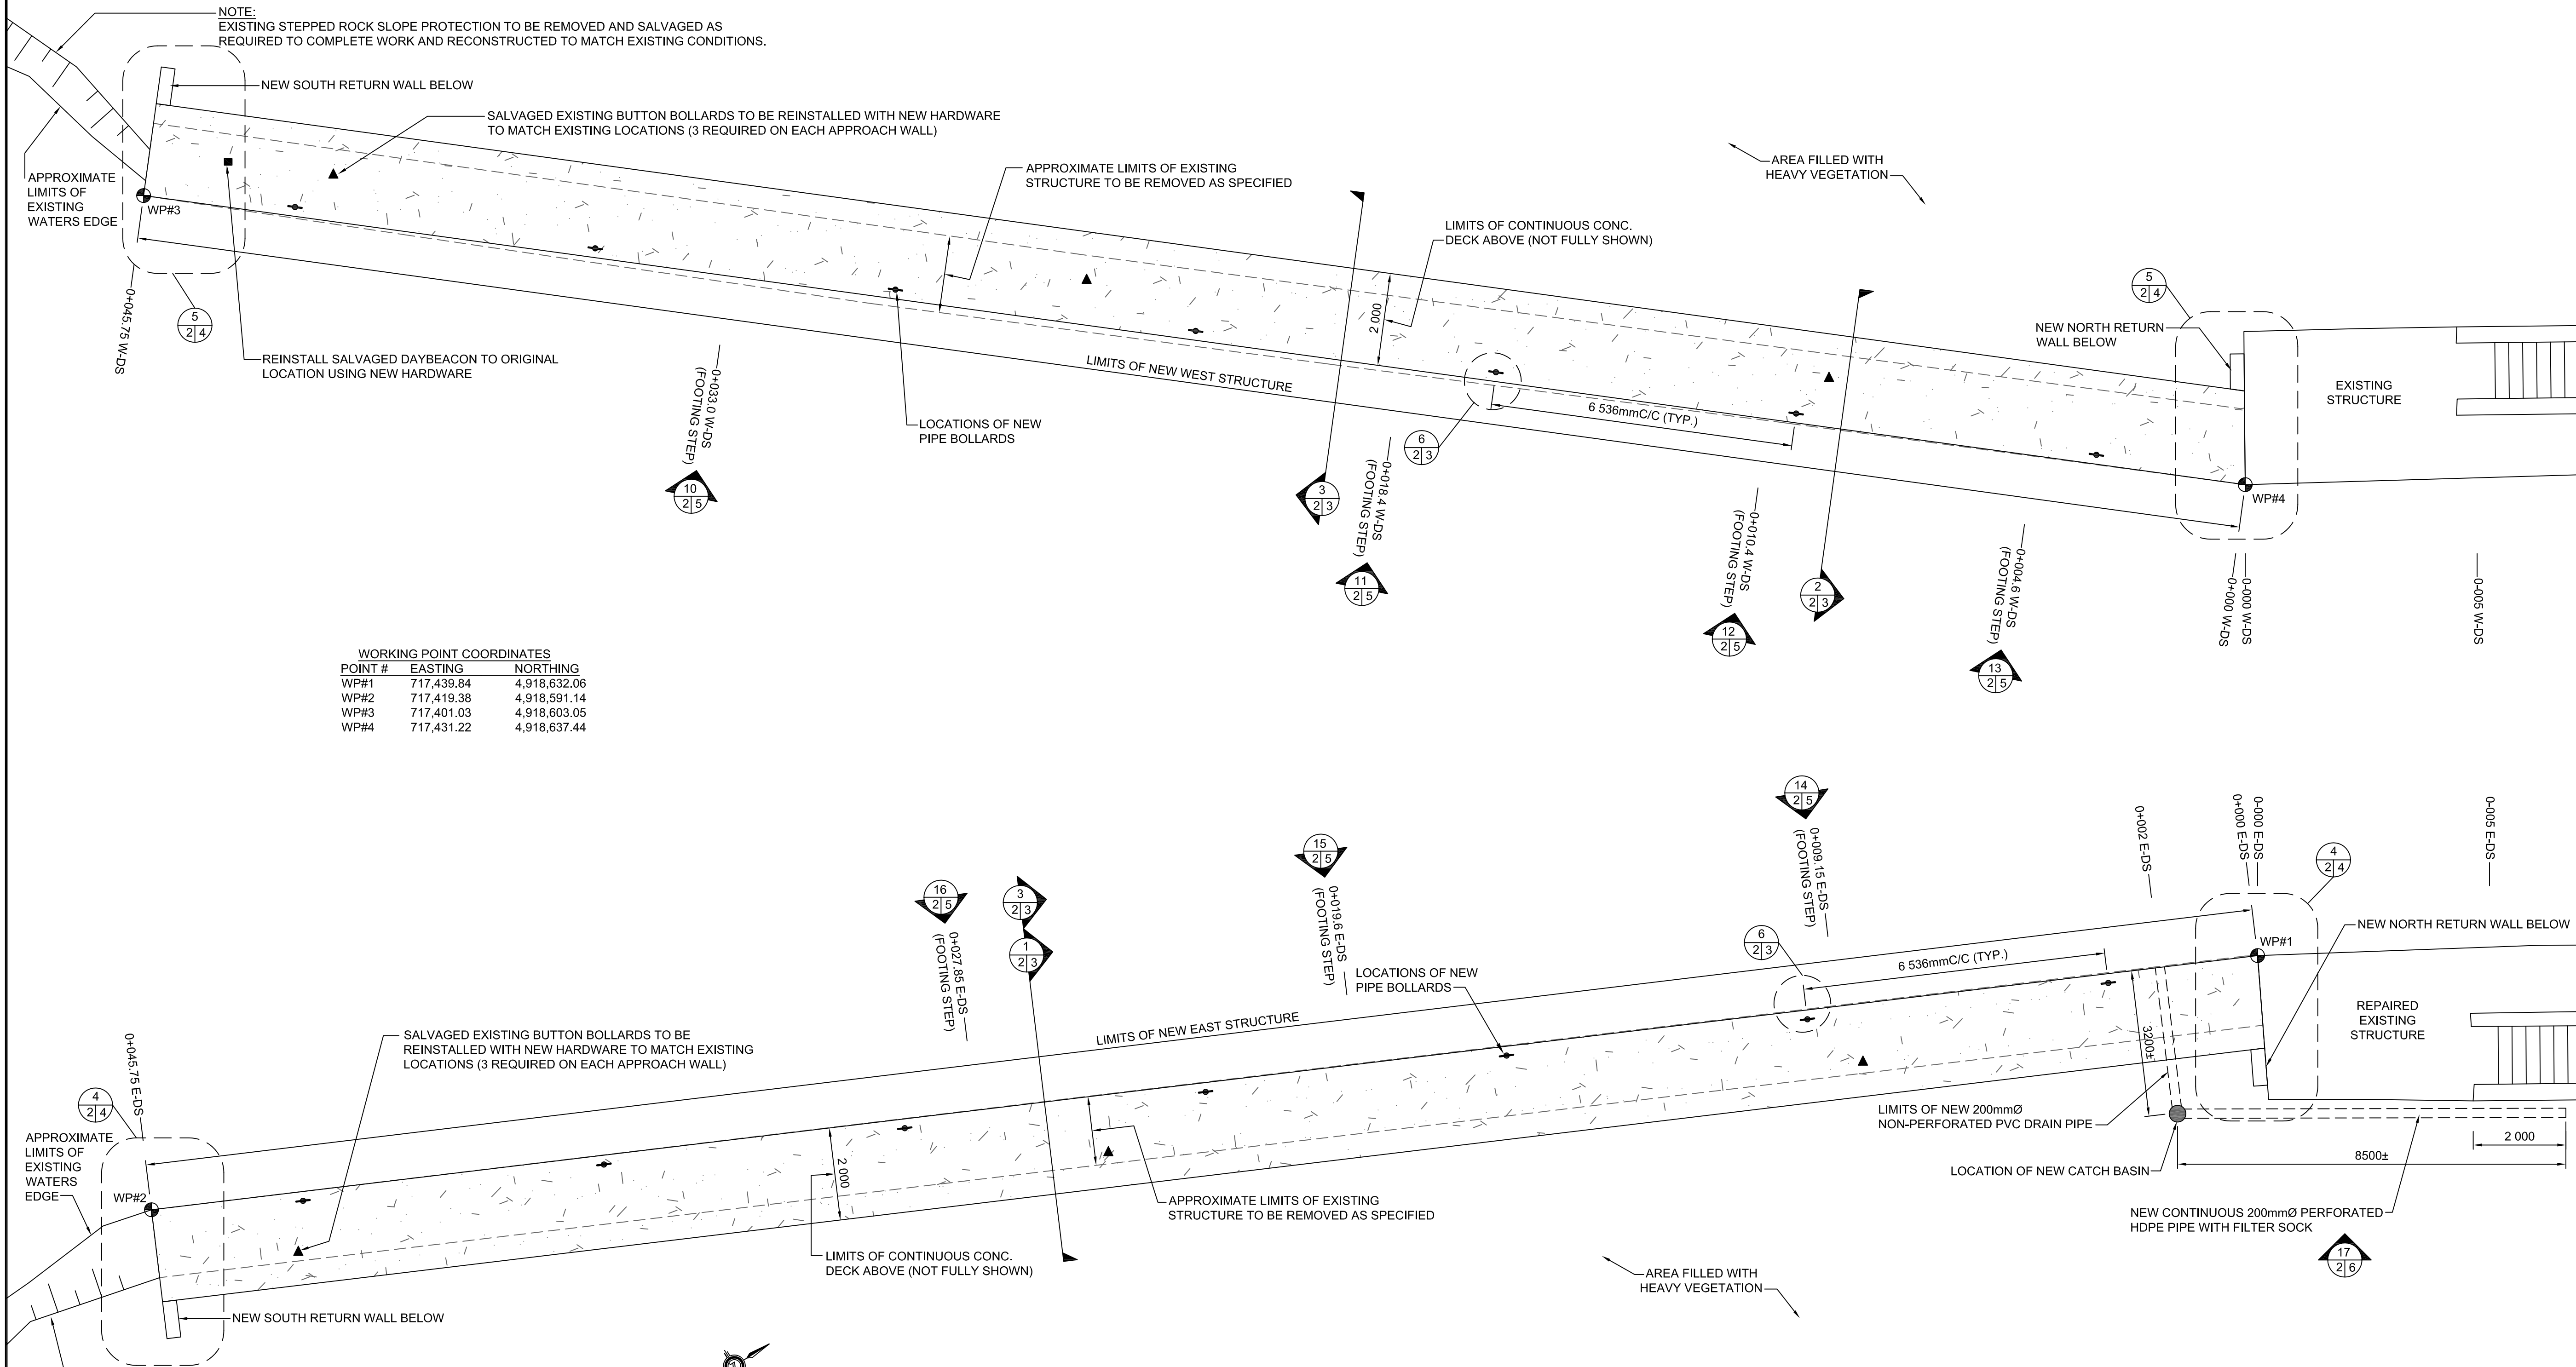 NOTE:
EXISTING STEPPED ROCK SLOPE PROTECTION TO BE REMOVED AND SALVAGED AS
REQUIRED TO COMPLETE WORK AND RECONSTRUCTED TO MATCH EXISTING CONDITIONS.
NEW SOUTH RETURN WALL BELOW
SALVAGED EXISTING BUTTON BOLLARDS TO BE REINSTALLED WITH NEW HARDWARE
TO MATCH EXISTING LOCATIONS (3 REQUIRED ON EACH APPROACH WALL)
APPROXIMATE LIMITS OF EXISTING
STRUCTURE TO BE REMOVED AS SPECIFIED
AREA FILLED WITH
HEAVY VEGETATION
APPROXIMATE
LIMITS OF
EXISTING
WATERS EDGE
WP#3
LIMITS OF CONTINUOUS CONC.
DECK ABOVE (NOT FULLY SHOWN)
2 000
0+045.75 W-DS
5
2 4
REINSTALL SALVAGED DAYBEACON TO ORIGINAL
LOCATION USING NEW HARDWARE
LIMITS OF NEW WEST STRUCTURE
LOCATIONS OF NEW
PIPE BOLLARDS
6 536mmC/C (TYP.)
6
2 3
5
2 4
NEW NORTH RETURN
WALL BELOW
EXISTING
STRUCTURE
WP#4
0+033.0 W-DS
(FOOTING STEP)
10
2 5
3
2 3
0+018.4 W-DS
(FOOTING STEP)
11
2 5
0+010.4 W-DS
(FOOTING STEP)
12
2 5
2
2 3
0+004.6 W-DS
(FOOTING STEP)
13
2 5
0+000 W-DS
0-000 W-DS
0-005 W-DS
WORKING POINT COORDINATES
POINT # EASTING NORTHING
WP#1 717,439.84 4,918,632.06
WP#2 717,419.38 4,918,591.14
WP#3 717,401.03 4,918,603.05
WP#4 717,431.22 4,918,637.44
14
2 5
0+009.15 E-DS
(FOOTING STEP)
15
2 5
0+019.6 E-DS
(FOOTING STEP)
16
2 5
0+027.85 E-DS
(FOOTING STEP)
3
2 3
1
2 3
0+002 E-DS
0+000 E-DS
0-000 E-DS
0-005 E-DS
4
2 4
NEW NORTH RETURN WALL BELOW
WP#1
6
2 3
6 536mmC/C (TYP.)
LOCATIONS OF NEW
PIPE BOLLARDS
LIMITS OF NEW EAST STRUCTURE
REPAIRED
EXISTING
STRUCTURE
3200±
SALVAGED EXISTING BUTTON BOLLARDS TO BE
REINSTALLED WITH NEW HARDWARE TO MATCH EXISTING
LOCATIONS (3 REQUIRED ON EACH APPROACH WALL)
0+045.75 E-DS
4
2 4
APPROXIMATE
LIMITS OF
EXISTING
WATERS
EDGE
WP#2
2 000
LIMITS OF NEW 200mmØ
NON-PERFORATED PVC DRAIN PIPE
2 000
8500±
LOCATION OF NEW CATCH BASIN
APPROXIMATE LIMITS OF EXISTING
STRUCTURE TO BE REMOVED AS SPECIFIED
NEW CONTINUOUS 200mmØ PERFORATED
HDPE PIPE WITH FILTER SOCK
17
2 6
LIMITS OF CONTINUOUS CONC.
DECK ABOVE (NOT FULLY SHOWN)
AREA FILLED WITH
HEAVY VEGETATION
NEW SOUTH RETURN WALL BELOW